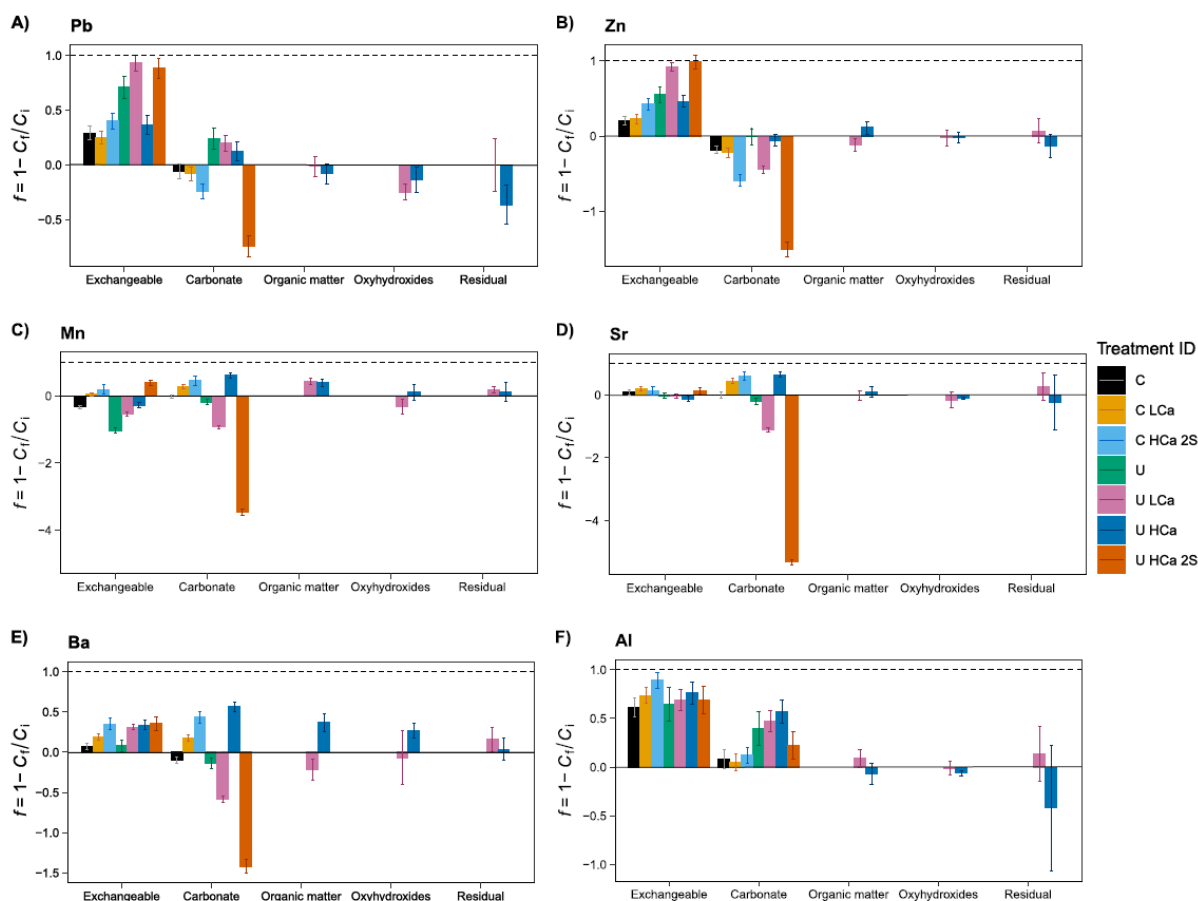 A) Pb
f = 1 − Cf/Ci
1.0
0.5
0.0
−0.5
Exchangeable Carbonate Organic matter Oxyhydroxides Residual
B) Zn
f = 1 − Cf/Ci
1
0
−1
Exchangeable Carbonate Organic matter Oxyhydroxides Residual
C) Mn
f = 1 − Cf/Ci
0
−2
−4
Exchangeable Carbonate Organic matter Oxyhydroxides Residual
D) Sr
f = 1 − Cf/Ci
0
−2
−4
Exchangeable Carbonate Organic matter Oxyhydroxides Residual
Treatment ID
C
C LCa
C HCa 2S
U
U LCa
U HCa
U HCa 2S
E) Ba
f = 1 − Cf/Ci
1.0
0.5
0.0
−0.5
−1.0
−1.5
Exchangeable Carbonate Organic matter Oxyhydroxides Residual
F) Al
f = 1 − Cf/Ci
1.0
0.5
0.0
−0.5
−1.0
Exchangeable Carbonate Organic matter Oxyhydroxides Residual